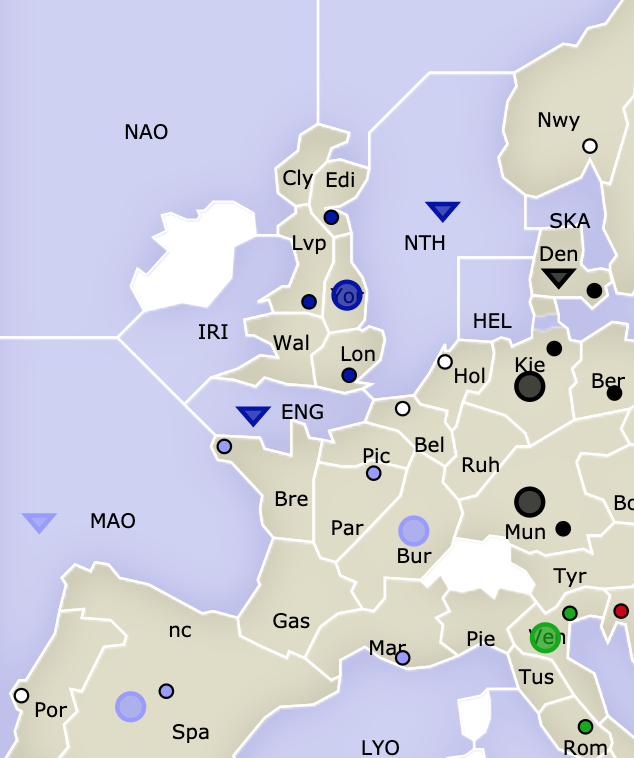 NAO
Nwy
Cly
Edi
SKA
Lvp
NTH
Den
Yor
HEL
IRI
Wal
Lon
Kie
Hol
Ber
ENG
Bel
Pic
Ruh
Bre
Bo
MAO
Par
Mun
Bur
Tyr
Gas
nc
Mar
Pie
Ven
Tus
Por
Spa
LYO
Rom